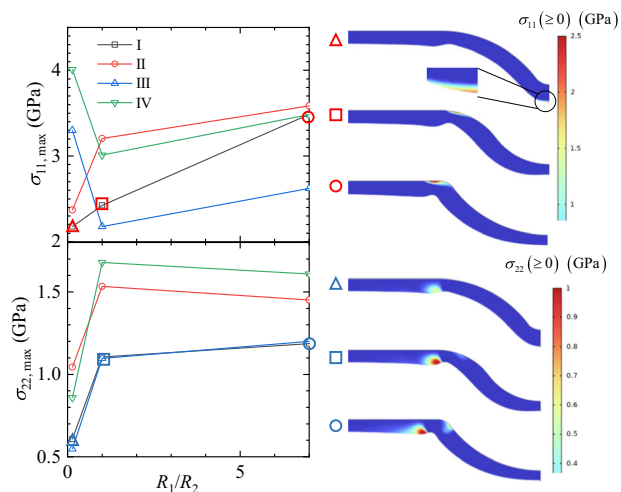 I
II
III
IV
4
3
2
σ₁₁,max (GPa)
1.5
1.0
0.5
σ₂₂,max (GPa)
0
5
R₁/R₂
σ₁₁(≥0) (GPa)
2.5
2
1.5
1
σ₂₂(≥0) (GPa)
1
0.9
0.8
0.7
0.6
0.5
0.4